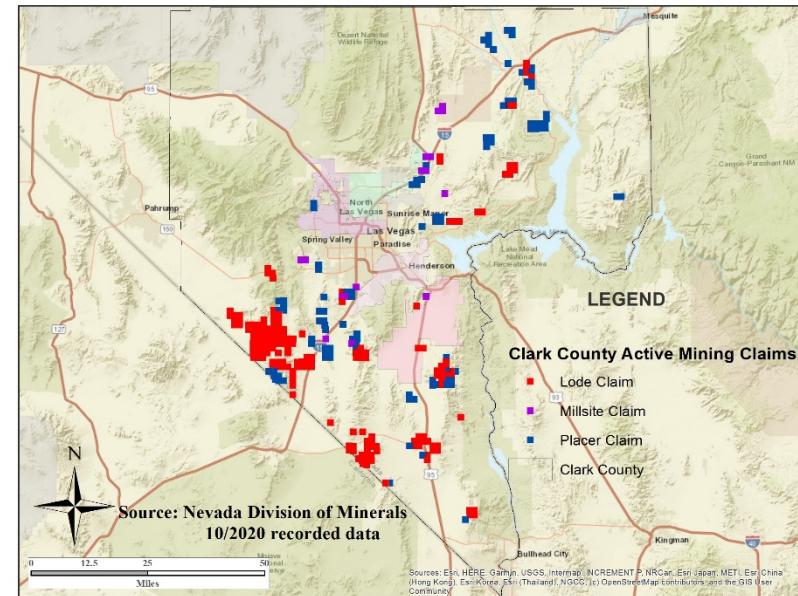 Mesquite
Desert National
Wildlife Refuge
95
15
Grand
Canyon-Parashant NM
Pahrump
160
North
Las Vegas
Sunrise Manor
Las Vegas
Spring Valley
Paradise
Lake Mead
Henderson
Lake Mead
National
Recreation Area
127
LEGEND
Clark County Active Mining Claims
Lode Claim
93
Millsite Claim
Placer Claim
Clark County
N
95
Source: Nevada Division of Minerals
10/2020 recorded data
Kingman
40
Bullhead City
0 12.5 25 50
Miles
Sources: Esri, HERE, Garmin, USGS, Intermap, INCREMENT P, NRCan, Esri Japan, METI, Esri China
(Hong Kong), Esri Korea, Esri (Thailand), NGCC, (c) OpenStreetMap contributors, and the GIS User
Community